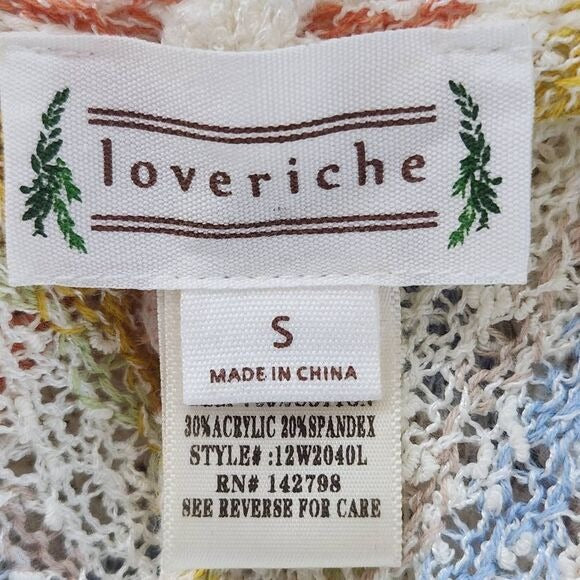 loveriche
S
MADE IN CHINA
30%ACRYLIC 20%SPANDEX
STYLE# :12W2040L
RN# 142798
SEE REVERSE FOR CARE